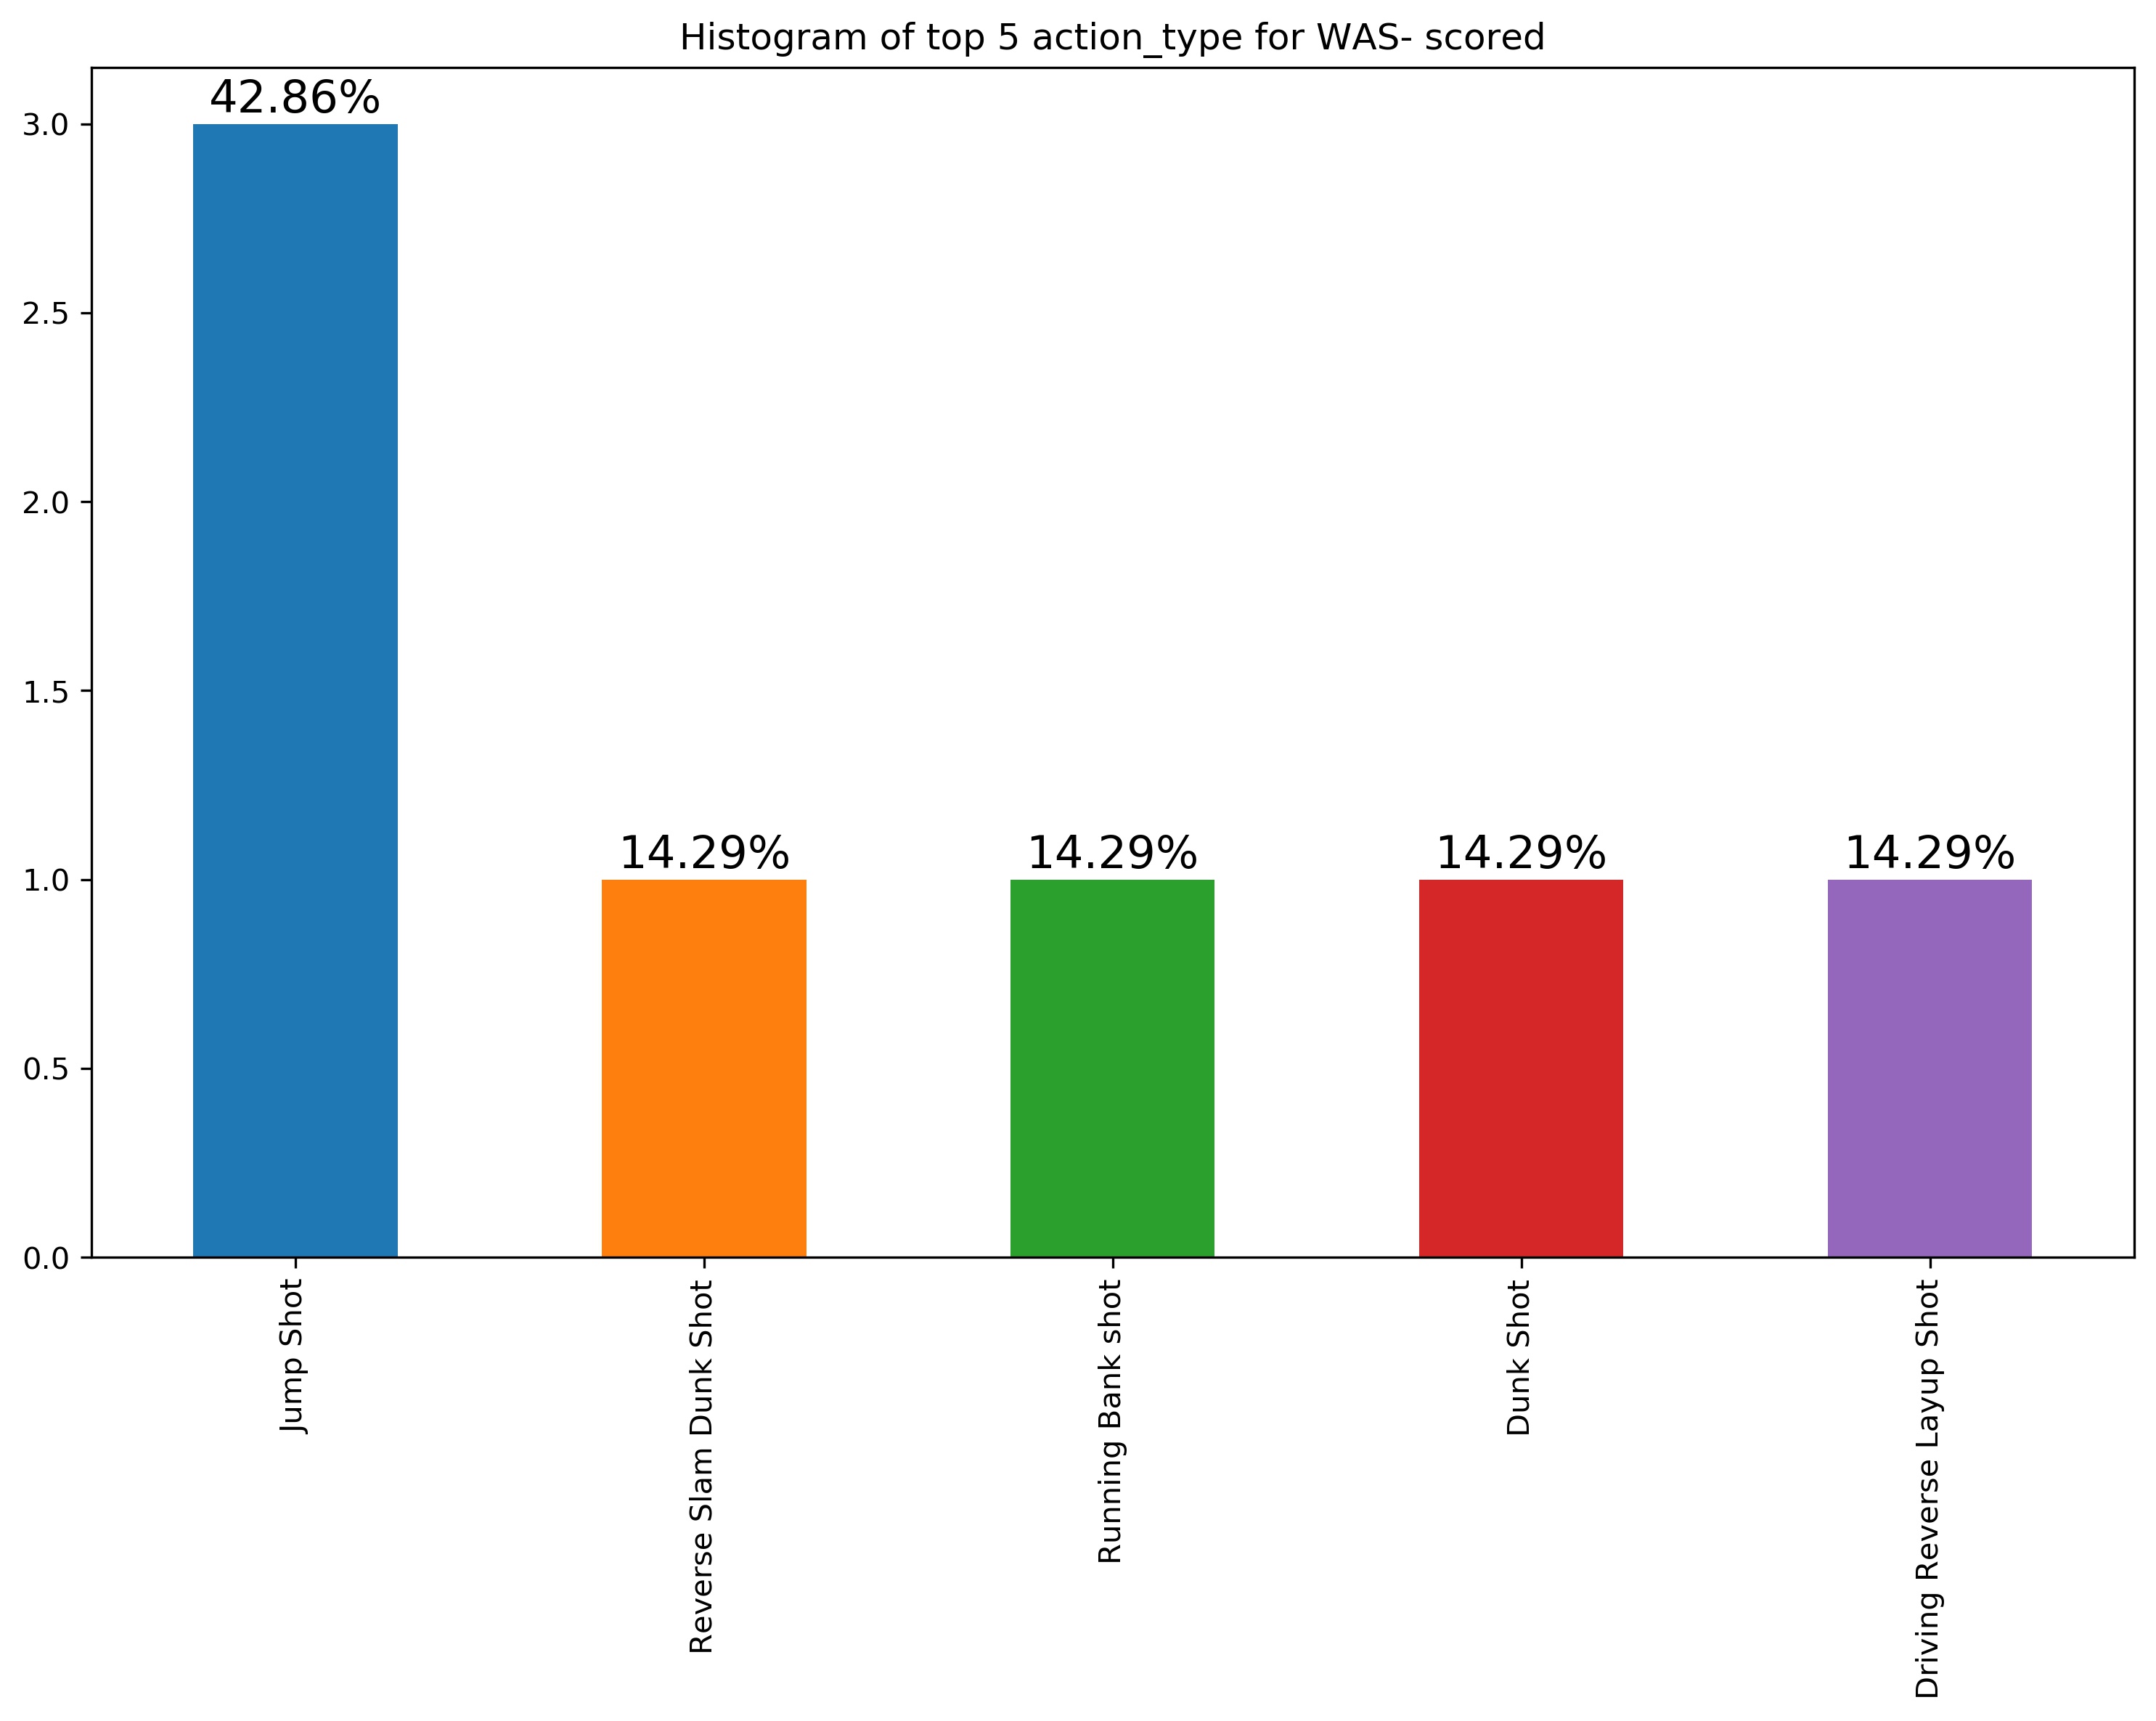 Histogram of top 5 action_type for WAS- scored
42.86%
3.0
2.5
2.0
1.5
14.29% 14.29% 14.29% 14.29%
1.0
0.5
0.0
Jump Shot
Reverse Slam Dunk Shot
Running Bank shot
Dunk Shot
Driving Reverse Layup Shot